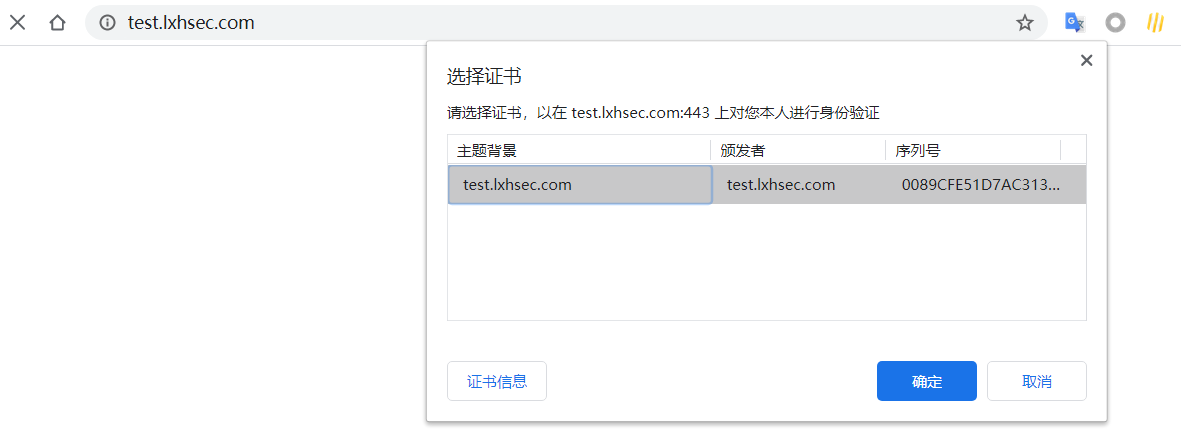 test.lxhsec.com
选择证书
请选择证书，以在 test.lxhsec.com:443 上对您本人进行身份验证
主题背景 颁发者 序列号
test.lxhsec.com test.lxhsec.com 0089CFE51D7AC313...
证书信息 确定 取消